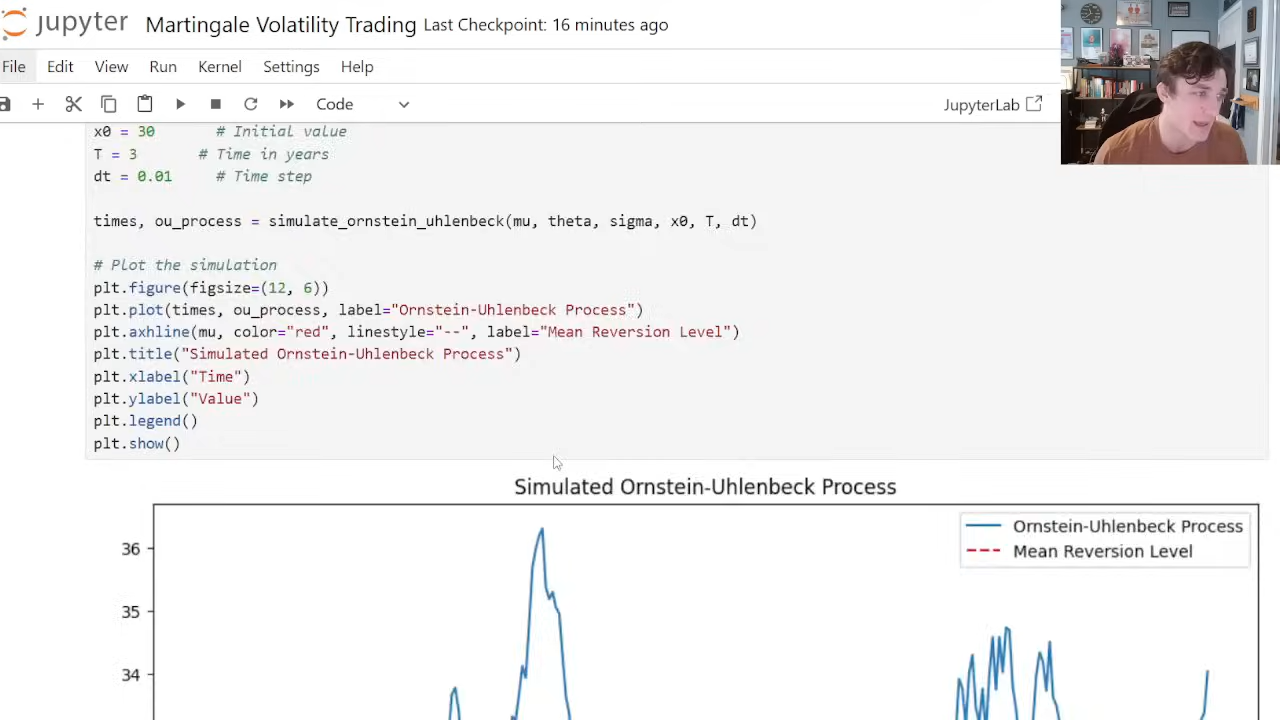 jupyter Martingale Volatility Trading Last Checkpoint: 16 minutes ago
File Edit View Run Kernel Settings Help
Code JupyterLab
x0 = 30 # Initial value
T = 3 # Time in years
dt = 0.01 # Time step
times, ou_process = simulate_ornstein_uhlenbeck(mu, theta, sigma, x0, T, dt)
# Plot the simulation
plt.figure(figsize=(12, 6))
plt.plot(times, ou_process, label="Ornstein-Uhlenbeck Process")
plt.axhline(mu, color="red", linestyle="--", label="Mean Reversion Level")
plt.title("Simulated Ornstein-Uhlenbeck Process")
plt.xlabel("Time")
plt.ylabel("Value")
plt.legend()
plt.show()
Simulated Ornstein-Uhlenbeck Process
Ornstein-Uhlenbeck Process
Mean Reversion Level
36
35
34